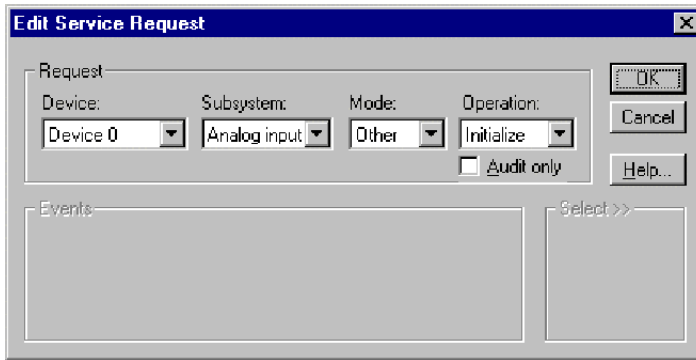 Edit Service Request
Request
Device: Subsystem: Mode: Operation:
Device 0 Analog input Other Initialize
Audit only
OK
Cancel
Help...
Events
Select >>